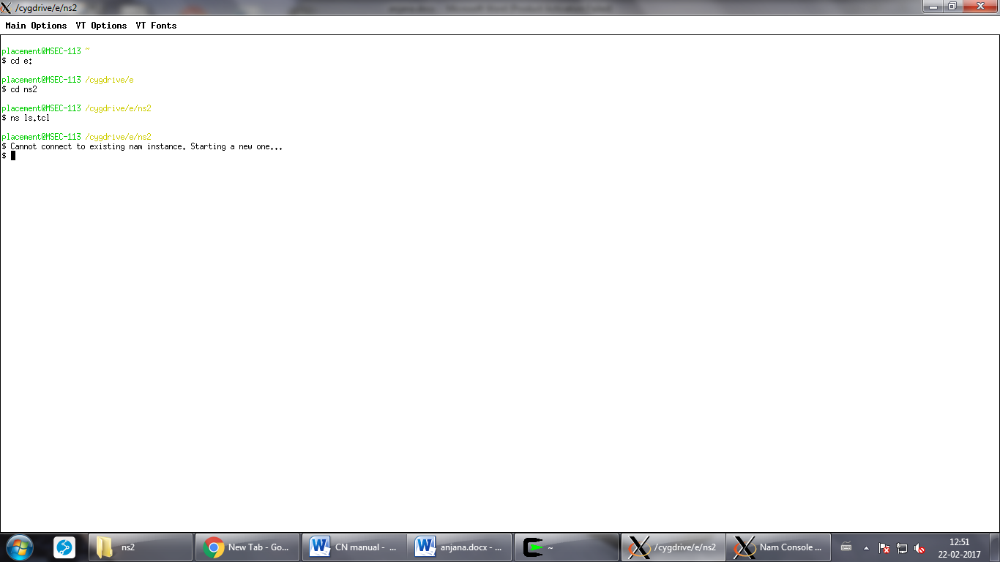 /cygdrive/e/ns2
Main Options VT Options VT Fonts
placement@MSEC-113 ~
$ cd e:
placement@MSEC-113 /cygdrive/e
$ cd ns2
placement@MSEC-113 /cygdrive/e/ns2
$ ns ls.tcl
placement@MSEC-113 /cygdrive/e/ns2
$ Cannot connect to existing nam instance. Starting a new one...
$
ns2
New Tab - Go...
CN manual - ...
anjana.docx - ...
~
/cygdrive/e/ns2
Nam Console ...
12:51
22-02-2017